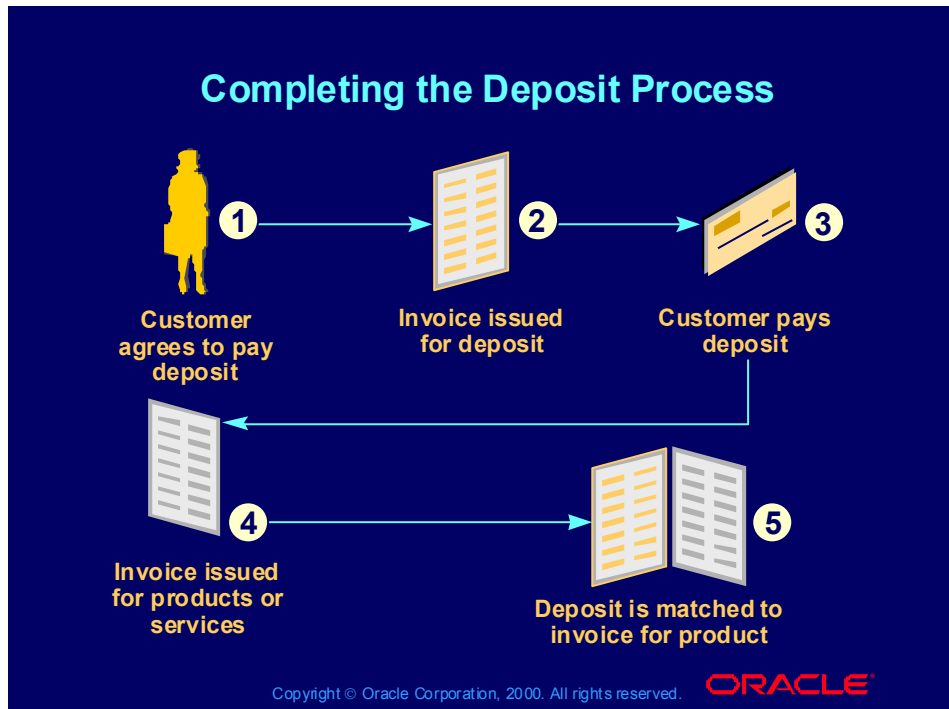 Completing the Deposit Process
1
2
3
Customer
agrees to pay
deposit
Invoice issued
for deposit
Customer pays
deposit
4
5
Invoice issued
for products or
services
Deposit is matched to
invoice for product
Copyright © Oracle Corporation, 2000. All rights reserved.
ORACLE®